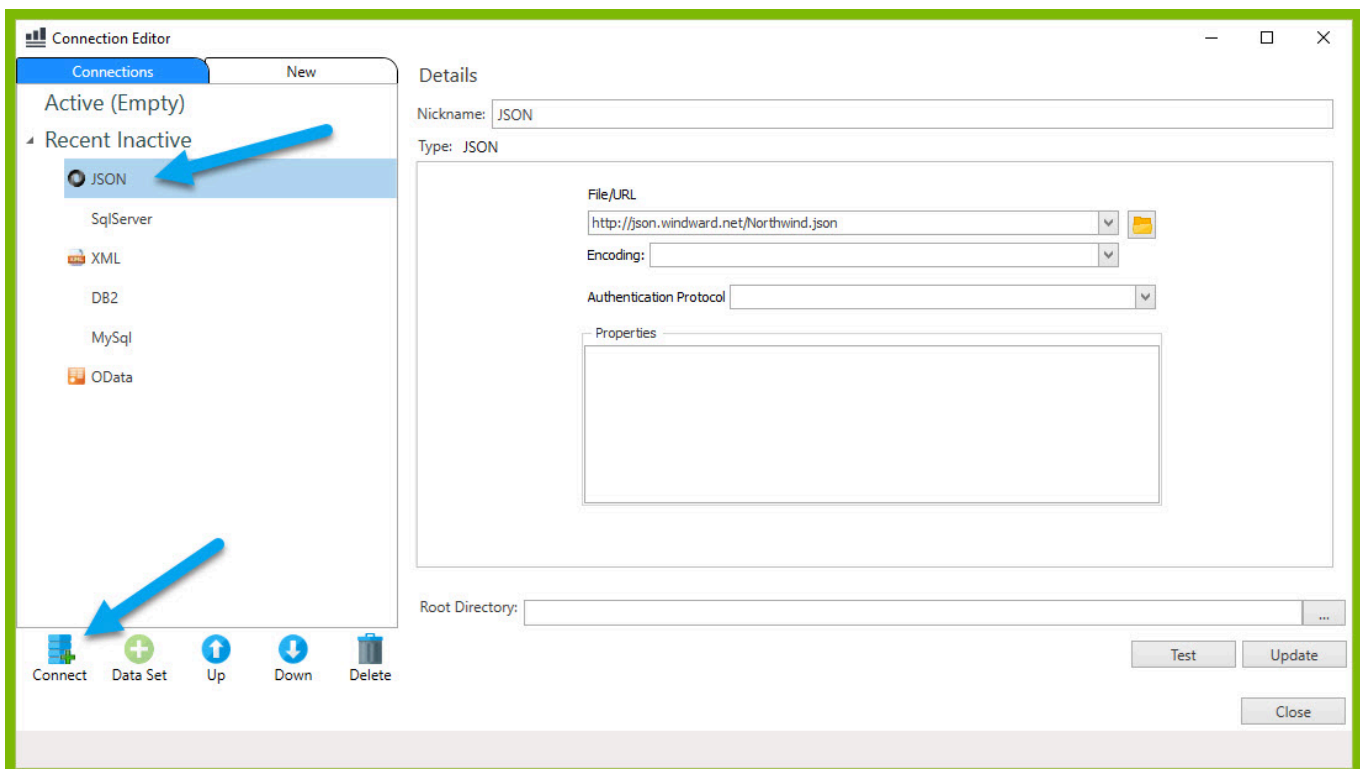 Connection Editor
Connections
New
Active (Empty)
Recent Inactive
JSON
SqlServer
XML
DB2
MySql
OData
Connect
Data Set
Up
Down
Delete
Details
Nickname: JSON
Type: JSON
File/URL
http://json.windward.net/Northwind.json
Encoding:
Authentication Protocol
Properties
Root Directory:
...
Test
Update
Close